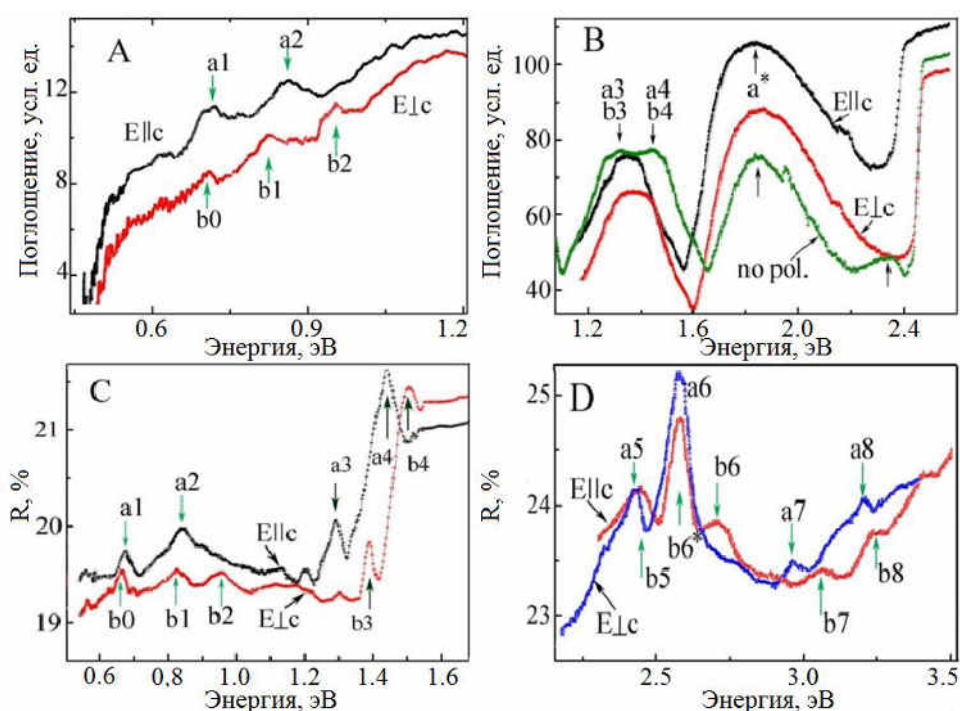 A
a1
a2
E∥c
E⊥c
b0
b1
b2
12
8
4
0.6
0.9
1.2
Поглощение, усл. ед.
Энергия, эВ
B
a3
b3
a4
b4
a*
E∥c
E⊥c
no pol.
100
80
60
40
1.2
1.6
2.0
2.4
Поглощение, усл. ед.
Энергия, эВ
C
a1
a2
a3
a4
b4
E∥c
E⊥c
b0
b1
b2
b3
21
20
19
0.6
0.8
1.0
1.2
1.4
1.6
R, %
Энергия, эВ
D
a5
a6
b6
a7
a8
E∥c
b6*
b5
b8
E⊥c
b7
25
24
23
2.5
3.0
3.5
R, %
Энергия, эВ